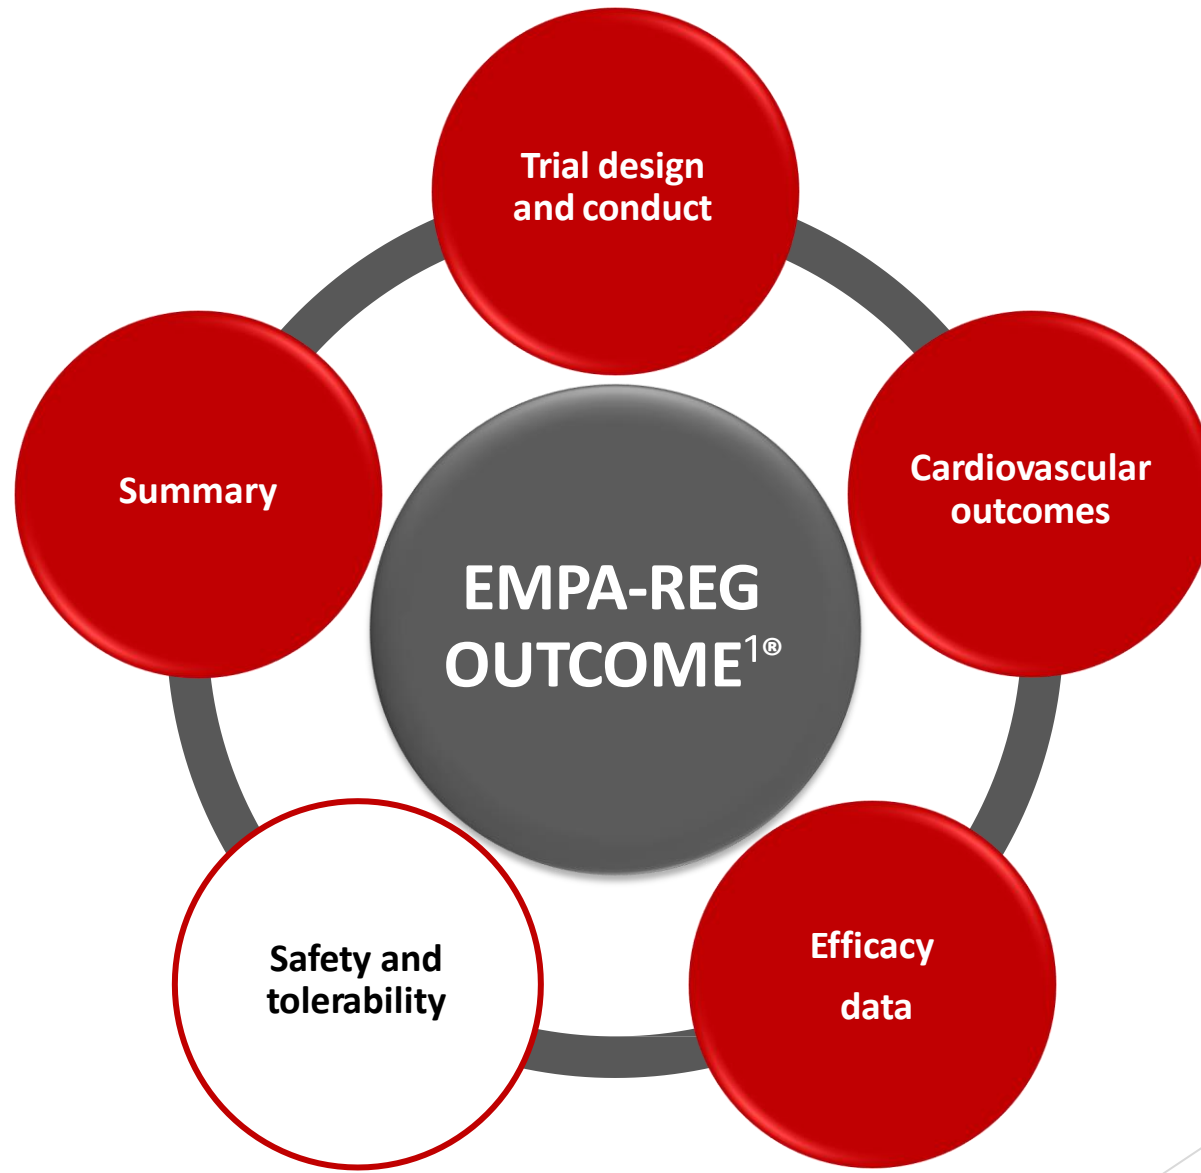 Trial design
and conduct
Cardiovascular
outcomes
Efficacy
data
Safety and
tolerability
Summary
EMPA-REG
OUTCOME1®